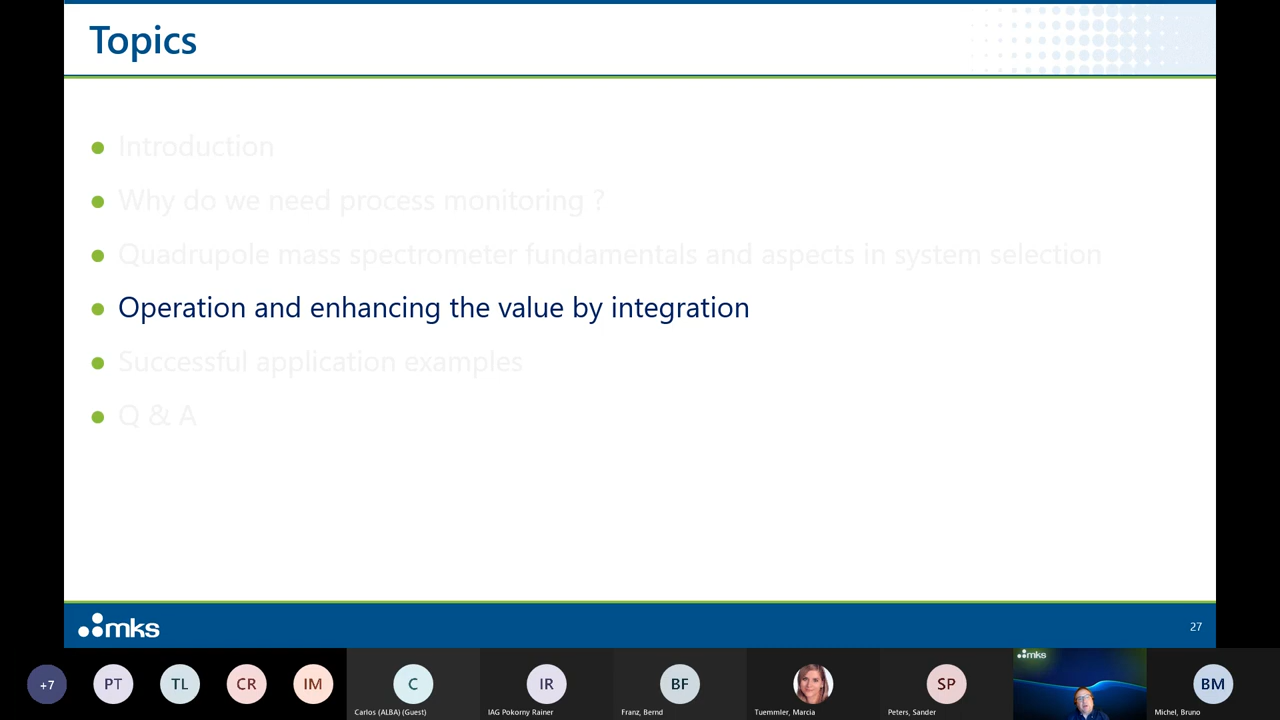 Topics
Introduction
Why do we need process monitoring ?
Quadrupole mass spectrometer fundamentals and aspects in system selection
Operation and enhancing the value by integration
Successful application examples
Q & A
mks
27
mks
+7
PT
TL
CR
IM
C
IR
BF
SP
BM
Carlos (ALBA) (Guest)
IAG Pokorny Rainer
Franz, Bernd
Tuemmler, Marcia
Peters, Sander
Michel, Bruno